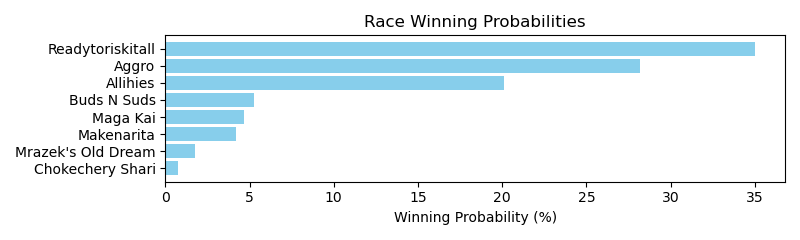 Race Winning Probabilities
Readytoriskitall
Aggro
Allihies
Buds N Suds
Maga Kai
Makenarita
Mrazek's Old Dream
Chokechery Shari
0 5 10 15 20 25 30 35
Winning Probability (%)